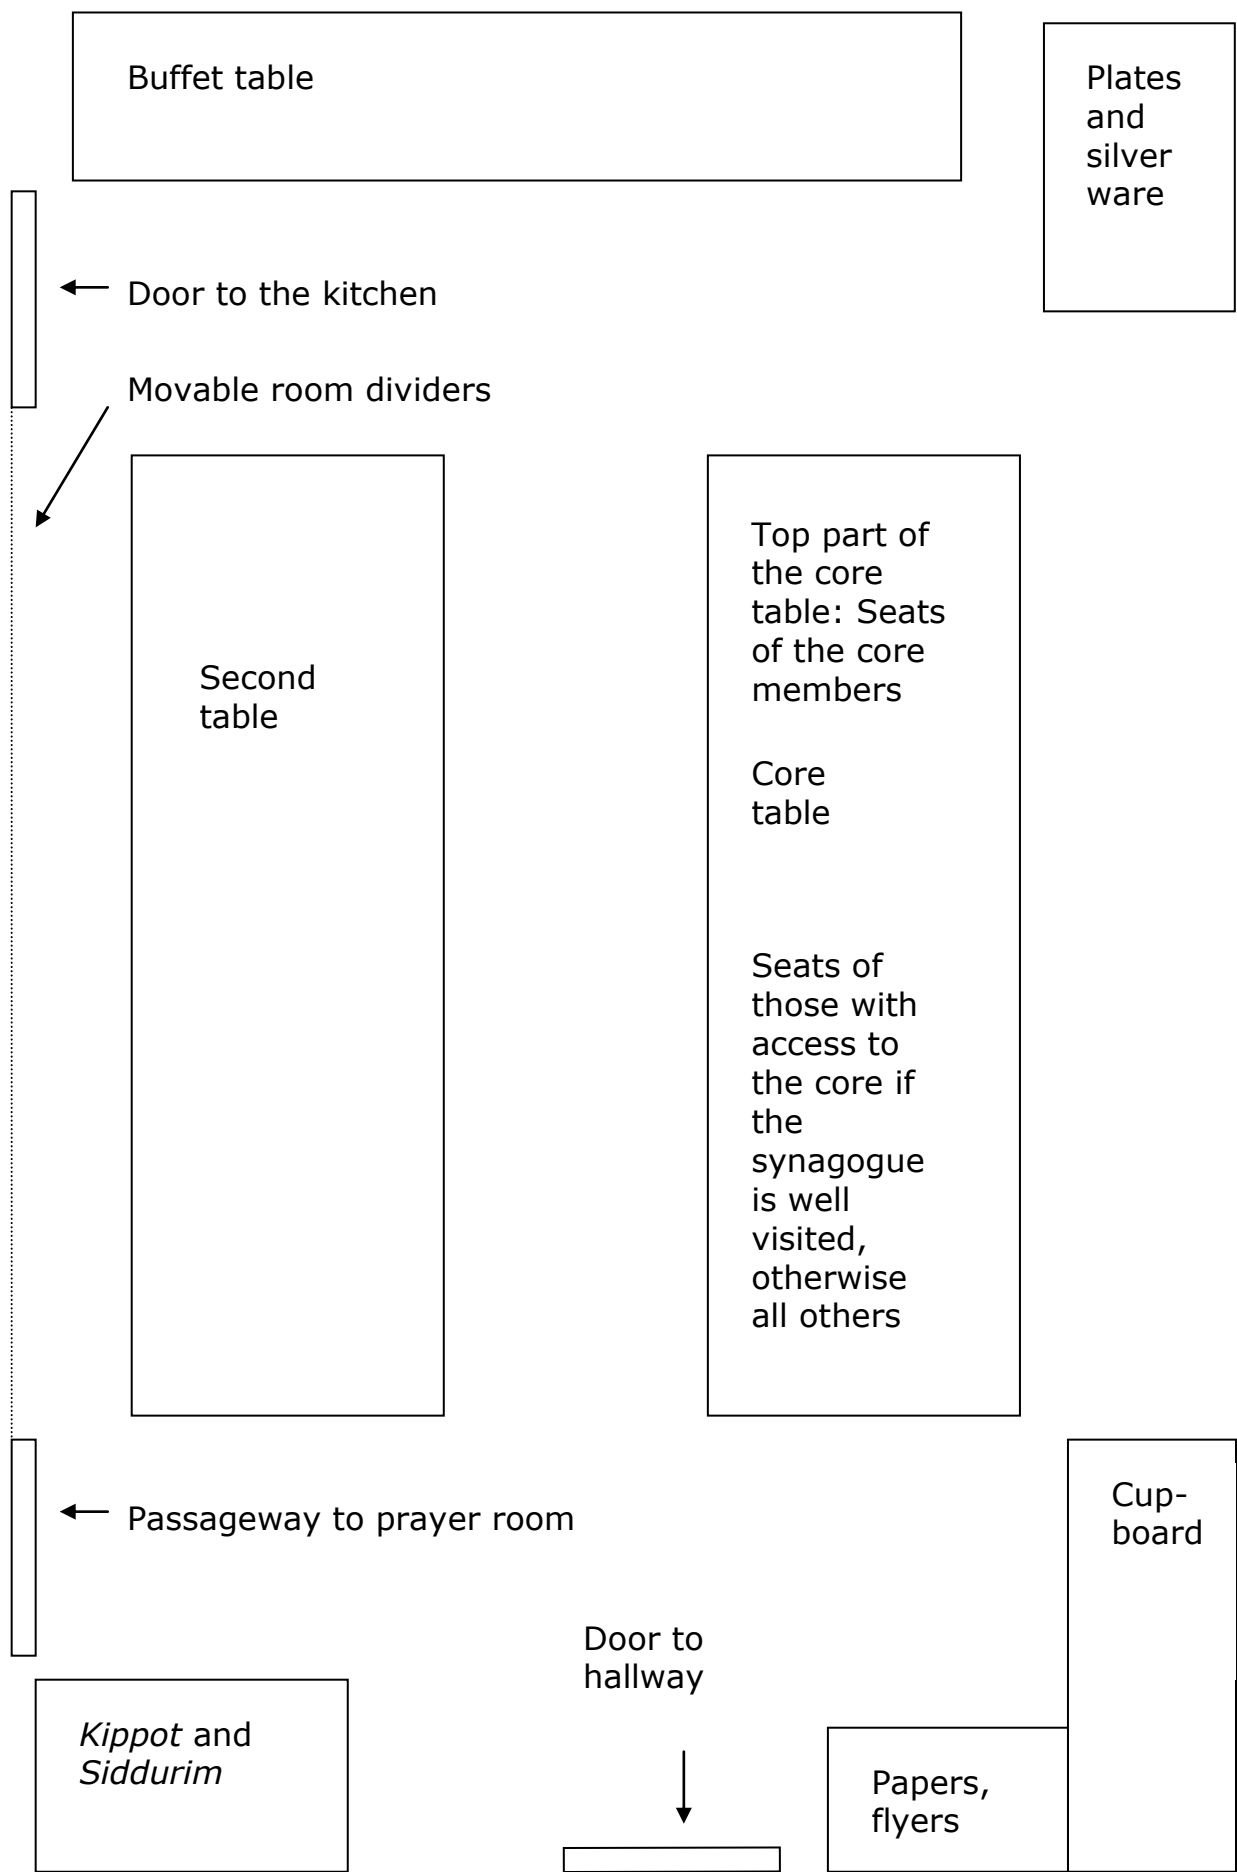 Buffet table
Plates
and
silver
ware
Door to the kitchen
Movable room dividers
Second
table
Top part of
the core
table: Seats
of the core
members
Core
table
Seats of
those with
access to
the core if
the
synagogue
is well
visited,
otherwise
all others
Passageway to prayer room
Cup-
board
Door to
hallway
Kippot and
Siddurim
Papers,
flyers